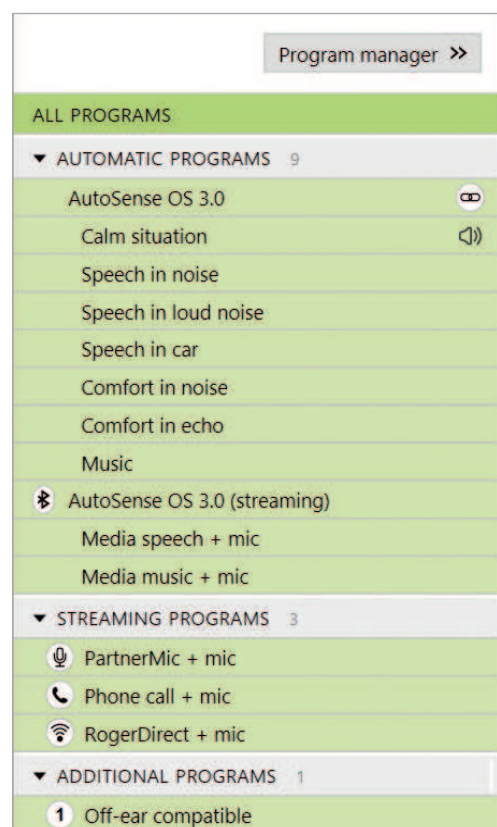 Program manager »
ALL PROGRAMS
AUTOMATIC PROGRAMS 9
AutoSense OS 3.0
Calm situation
Speech in noise
Speech in loud noise
Speech in car
Comfort in noise
Comfort in echo
Music
AutoSense OS 3.0 (streaming)
Media speech + mic
Media music + mic
STREAMING PROGRAMS 3
PartnerMic + mic
Phone call + mic
RogerDirect + mic
ADDITIONAL PROGRAMS 1
1 Off-ear compatible